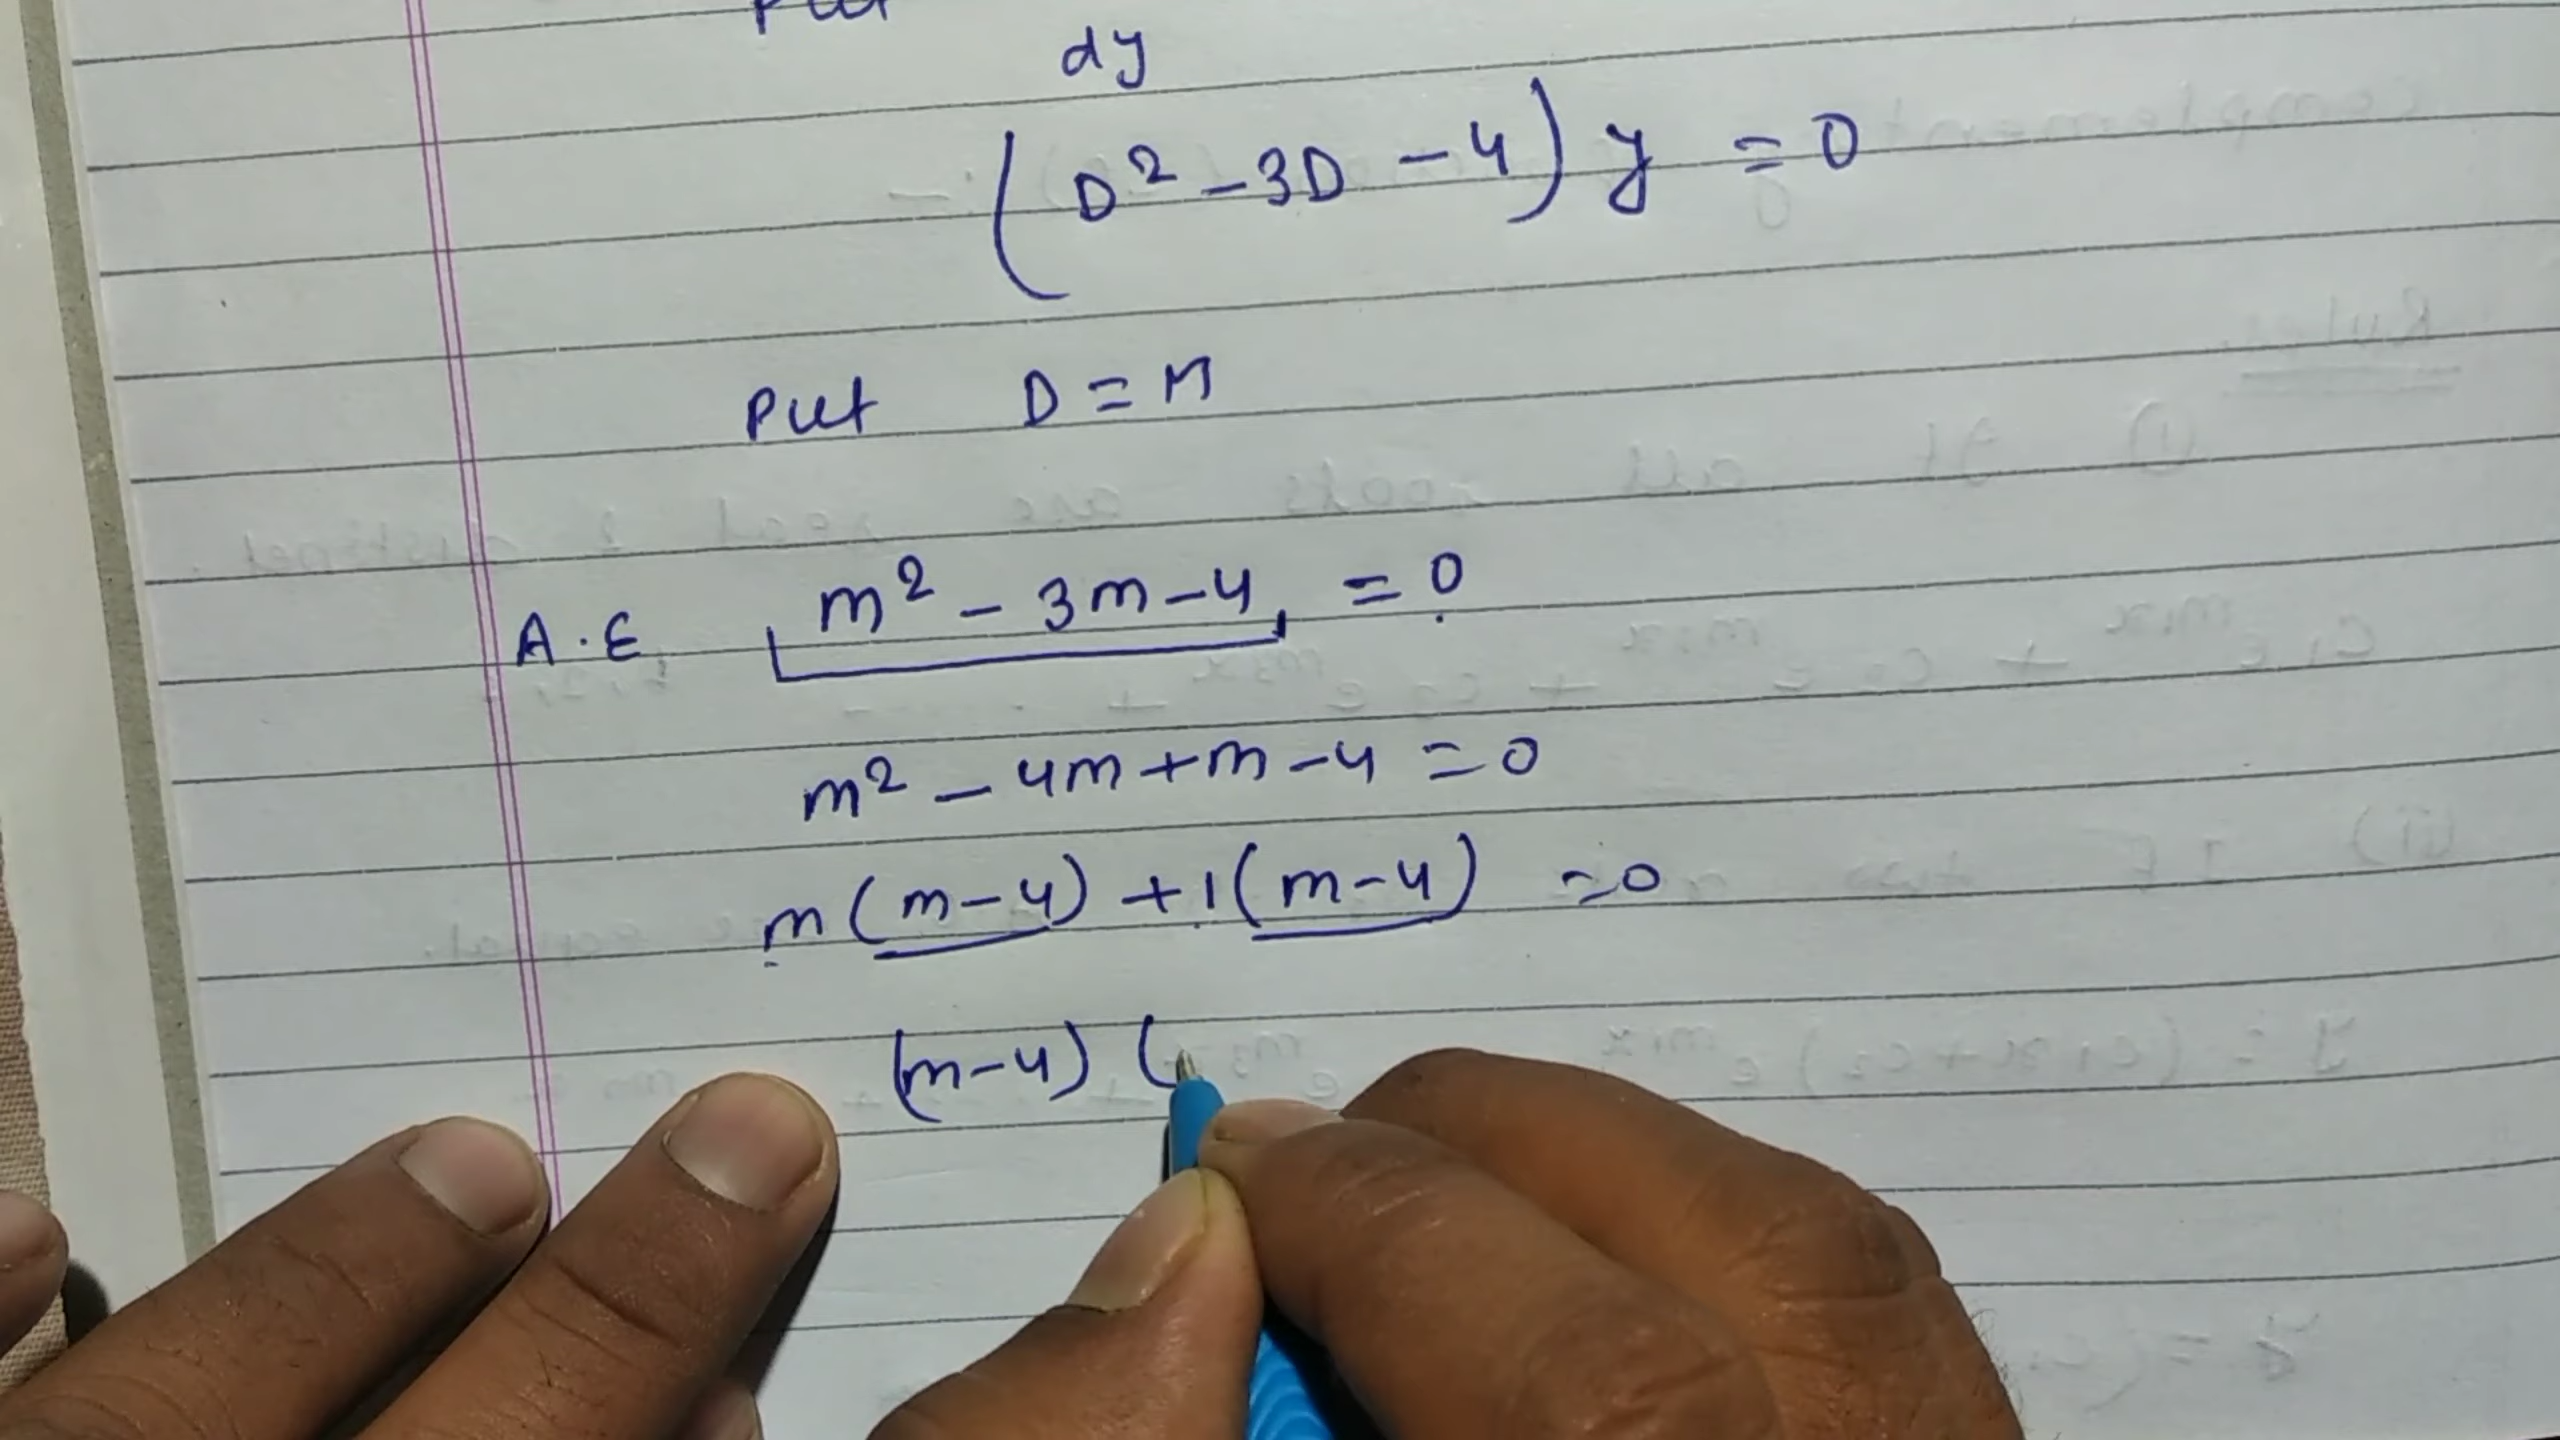 Put
dy
(D² - 3D - 4) y = 0
Put D = M
A.E m² - 3m - 4 = 0
m² - 4m + m - 4 = 0
m (m - 4) + 1 (m - 4) = 0
(m - 4) (